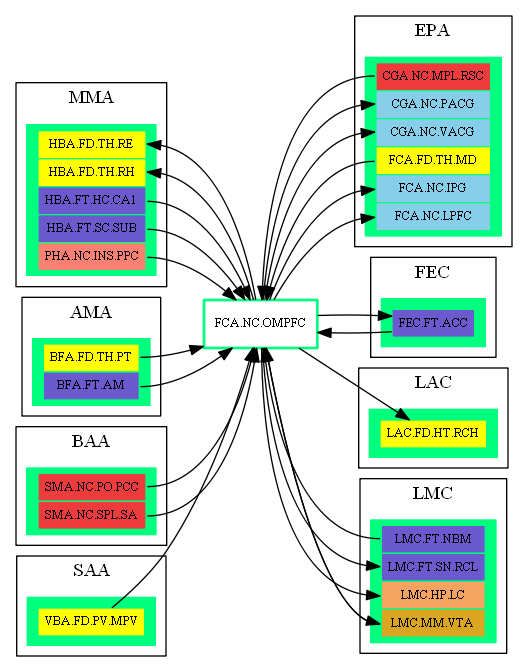 EPA
CGA.NC.MPL.RSC
CGA.NC.PACG
CGA.NC.VACG
FCA.FD.TH.MD
FCA.NC.IPG
FCA.NC.LPFC
MMA
HBA.FD.TH.RE
HBA.FD.TH.RH
HBA.FT.HC.CA1
HBA.FT.SC.SUB
PHA.NC.INS.PPC
FCA.NC.OMPFC
FEC
FEC.FT.ACC
AMA
BFA.FD.TH.PT
BFA.FT.AM
LAC
LAC.FD.HT.RCH
BAA
SMA.NC.PO.PCC
SMA.NC.SPL.SA
LMC
LMC.FT.NBM
LMC.FT.SN.RCL
LMC.HP.LC
LMC.MM.VTA
SAA
VBA.FD.PV.MPV